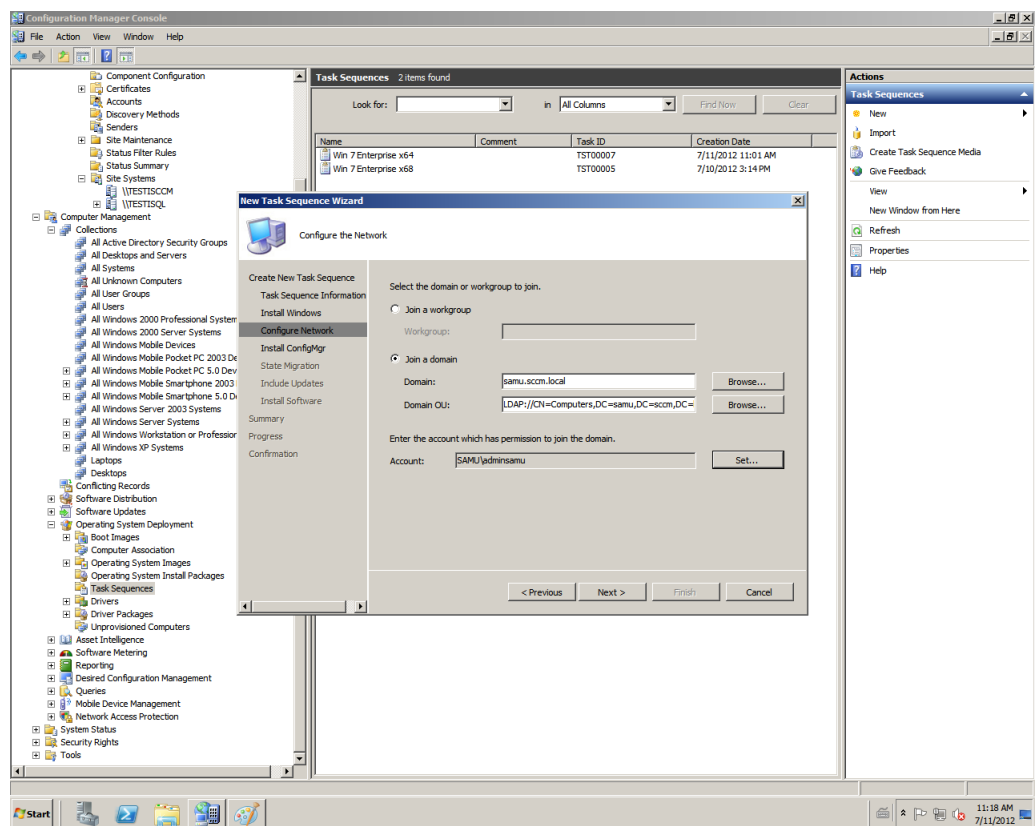 Configuration Manager Console
File Action View Window Help
Component Configuration
Certificates
Accounts
Discovery Methods
Senders
Site Maintenance
Status Filter Rules
Status Summary
Site Systems
\\TESTISCCM
\\TESTISQL
Computer Management
Collections
All Active Directory Security Groups
All Desktops and Servers
All Systems
All Unknown Computers
All User Groups
All Users
All Windows 2000 Professional System
All Windows 2000 Server Systems
All Windows Mobile Devices
All Windows Mobile Pocket PC 2003 De
All Windows Mobile Pocket PC 5.0 Dev
All Windows Mobile Smartphone 2003
All Windows Mobile Smartphone 5.0 D
All Windows Server 2003 Systems
All Windows Server Systems
All Windows Workstation or Profession
All Windows XP Systems
Laptops
Desktops
Conflicting Records
Software Distribution
Software Updates
Operating System Deployment
Boot Images
Computer Association
Operating System Images
Operating System Install Packages
Task Sequences
Drivers
Driver Packages
Unprovisioned Computers
Asset Intelligence
Software Metering
Reporting
Desired Configuration Management
Queries
Mobile Device Management
Network Access Protection
System Status
Security Rights
Tools
Task Sequences 2 items found
Look for: in All Columns Find Now Clear
Name Comment Task ID Creation Date
Win 7 Enterprise x64 TST00007 7/11/2012 11:01 AM
Win 7 Enterprise x68 TST00005 7/10/2012 3:14 PM
New Task Sequence Wizard
Configure the Network
Create New Task Sequence
Task Sequence Information
Install Windows
Configure Network
Install ConfigMgr
State Migration
Include Updates
Install Software
Summary
Progress
Confirmation
Select the domain or workgroup to join.
Join a workgroup
Workgroup:
Join a domain
Domain: samu.sccm.local Browse...
Domain OU: LDAP://CN=Computers,DC=samu,DC=sccm,DC= Browse...
Enter the account which has permission to join the domain.
Account: SAMU\adminsamu Set...
< Previous Next > Finish Cancel
Actions
Task Sequences
New
Import
Create Task Sequence Media
Give Feedback
View
New Window from Here
Refresh
Properties
Help
Start
11:18 AM
7/11/2012